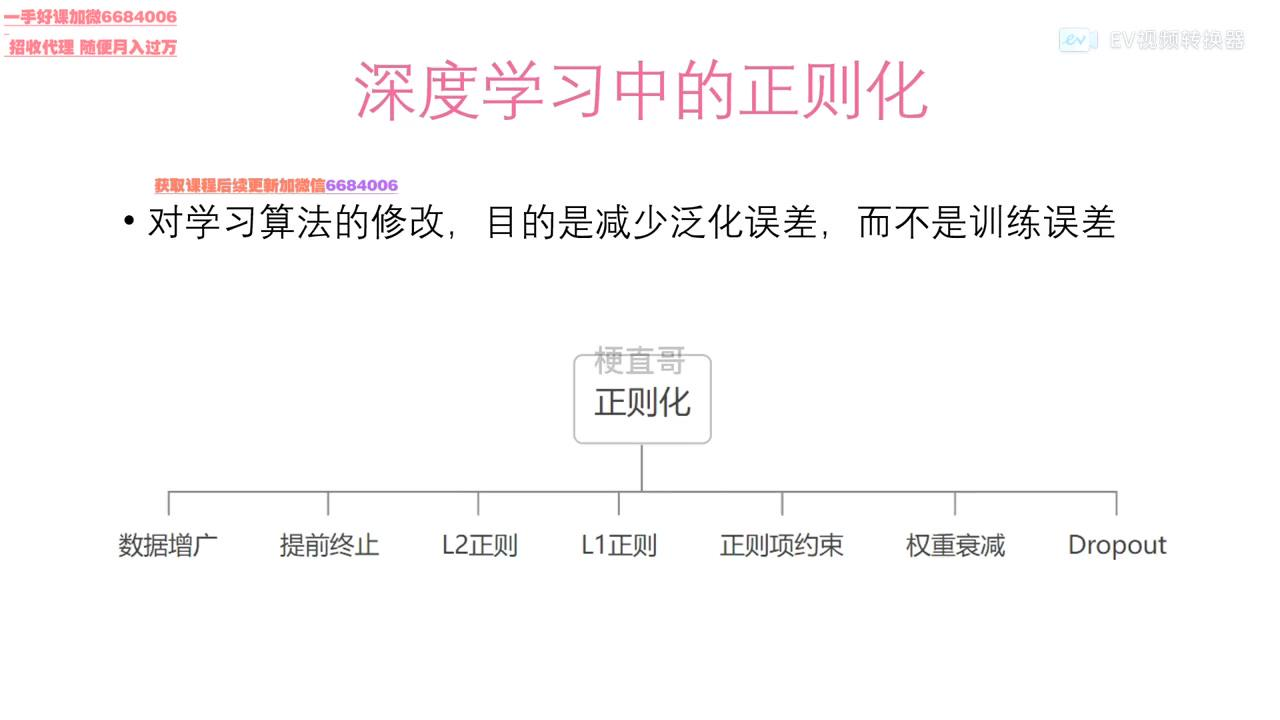 一手好课加微6684006
招收代理 随便月入过万
EV视频转换器
深度学习中的正则化
获取课程后续更新加微信6684006
• 对学习算法的修改，目的是减少泛化误差，而不是训练误差
梗直哥
正则化
数据增广 提前终止 L2正则 L1正则 正则项约束 权重衰减 Dropout